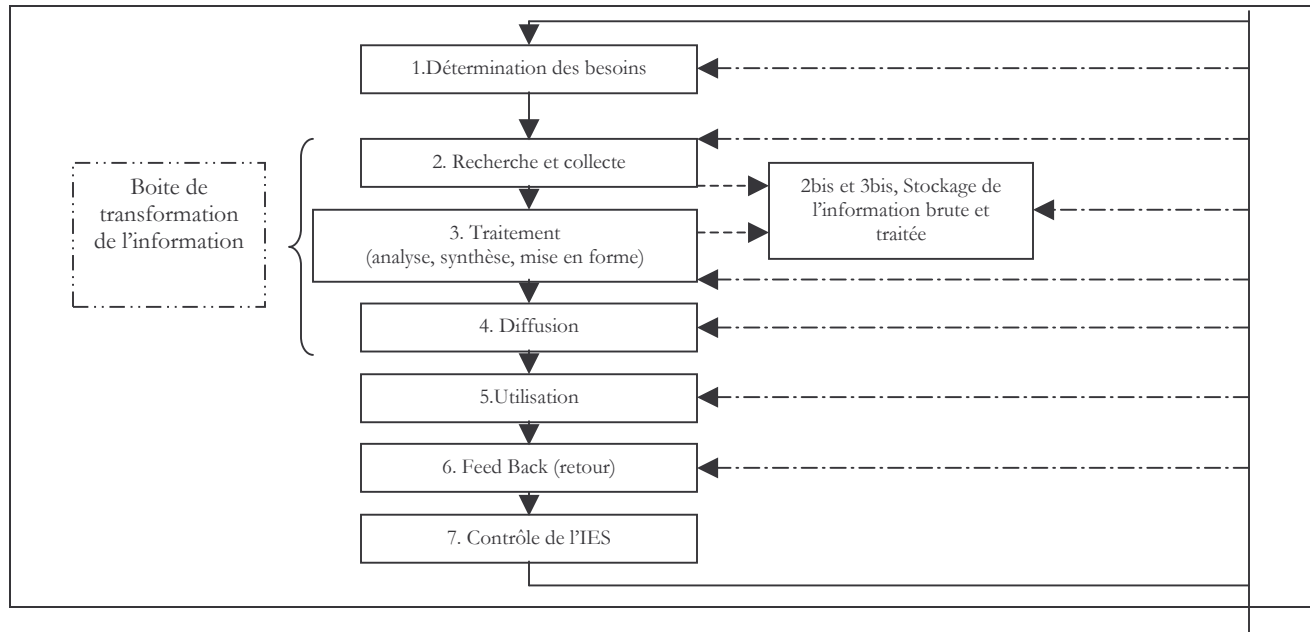 1.Détermination des besoins
Boite de
transformation
de l’information
2. Recherche et collecte
2bis et 3bis, Stockage de
l’information brute et
traitée
3. Traitement
(analyse, synthèse, mise en forme)
4. Diffusion
5.Utilisation
6. Feed Back (retour)
7. Contrôle de l’IES